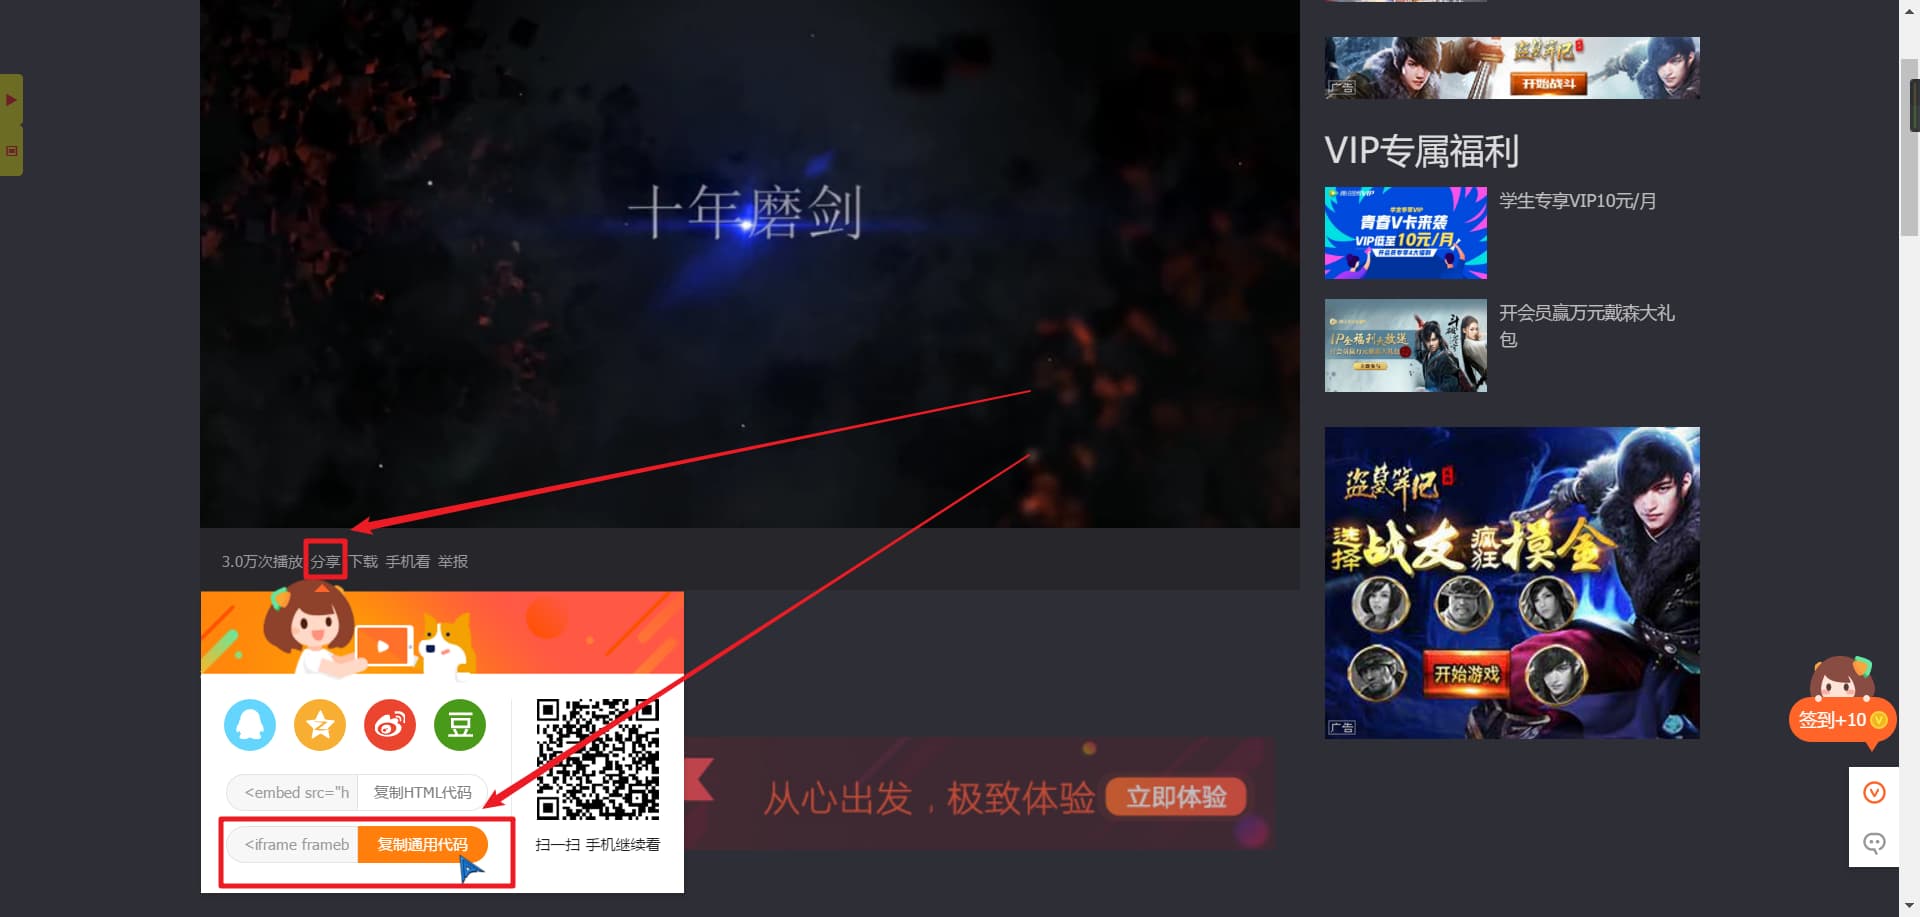 十年磨剑
3.0万次播放 分享 下载 手机看 举报
<embed src="h 复制HTML代码
<iframe frameb 复制通用代码
豆
扫一扫 手机继续看
从心出发，极致体验 立即体验
盗墓笔记
开始战斗
广告
VIP专属福利
学生专享VIP
青春V卡来袭
VIP低至10元/月
学生专享VIP10元/月
开会员赢万元戴森大礼
包
盗墓笔记
选择战友疯狂摸金
开始游戏
广告
签到+10